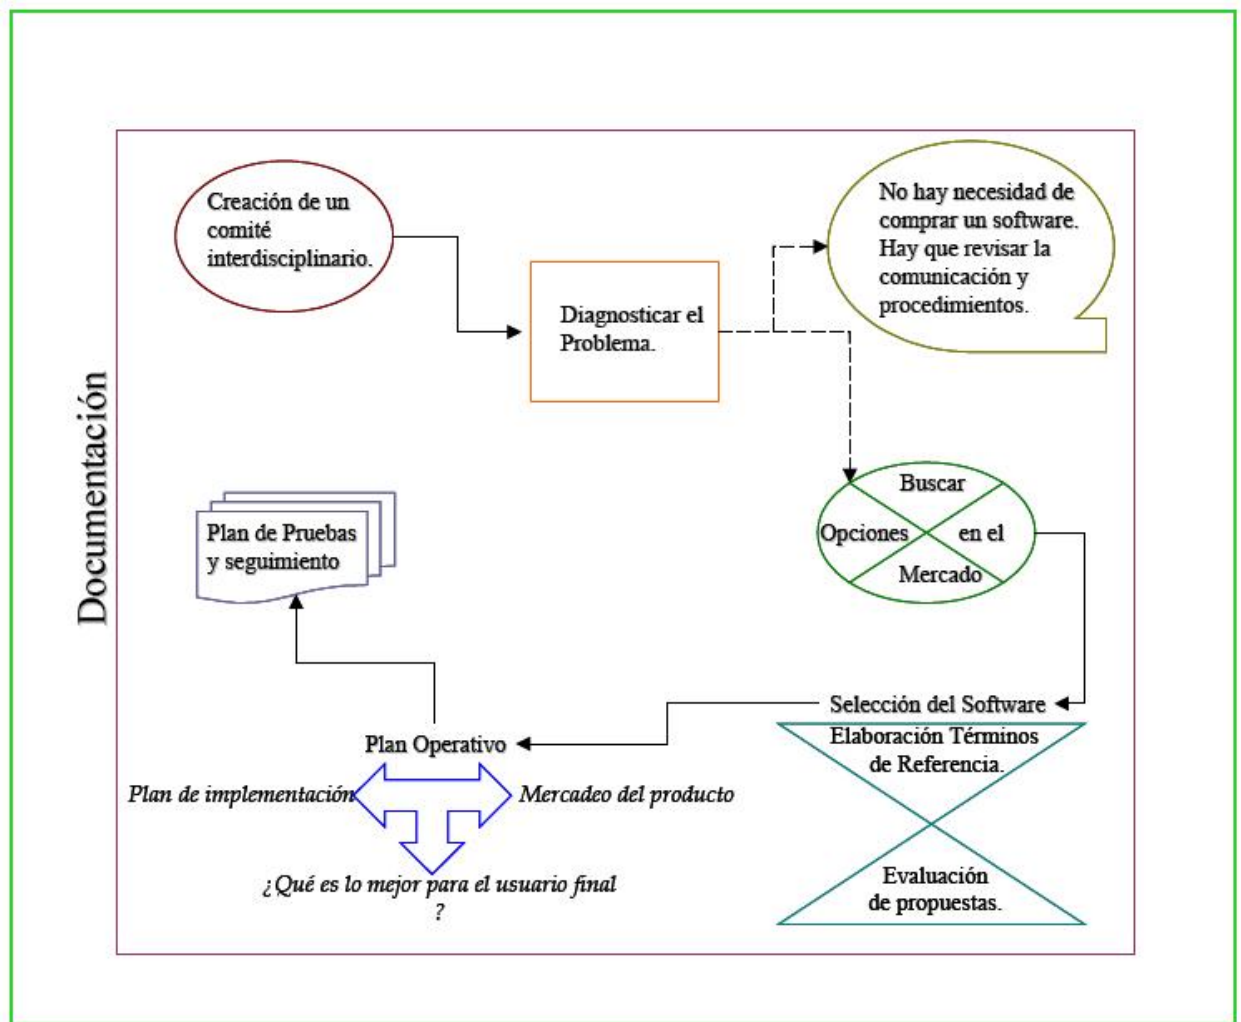 Documentación
Creación de un
comité
interdisciplinario.
Diagnosticar el
Problema.
No hay necesidad de
comprar un software.
Hay que revisar la
comunicación y
procedimientos.
Buscar
Opciones
en el
Mercado
Selección del Software
Elaboración Términos
de Referencia.
Evaluación
de propuestas.
Plan Operativo
Plan de implementación
Mercadeo del producto
¿Qué es lo mejor para el usuario final
?
Plan de Pruebas
y seguimiento